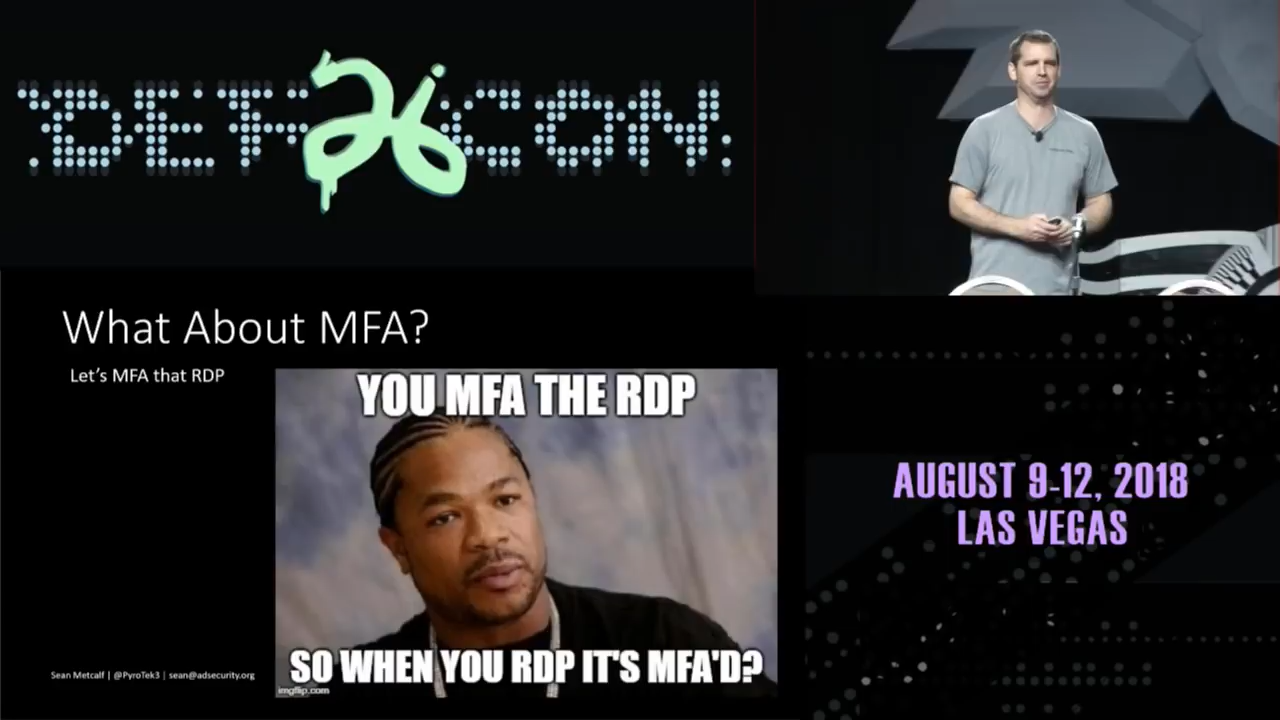 DEF CON
26
What About MFA?
Let's MFA that RDP
YOU MFA THE RDP
SO WHEN YOU RDP IT'S MFA'D?
imgflip.com
Sean Metcalf | @PyroTek3 | sean@adsecurity.org
AUGUST 9-12, 2018
LAS VEGAS